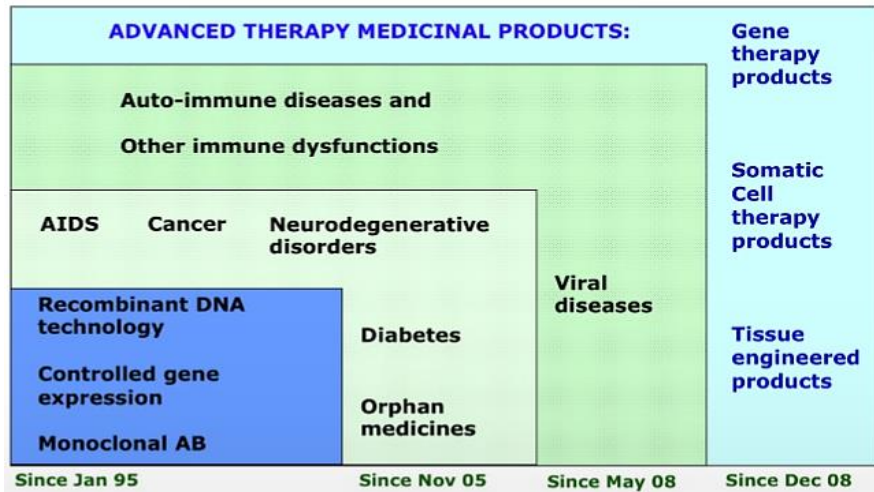 ADVANCED THERAPY MEDICINAL PRODUCTS:
Gene
therapy
products
Auto-immune diseases and
Other immune dysfunctions
Somatic
Cell
therapy
products
AIDS Cancer Neurodegenerative
disorders
Viral
diseases
Recombinant DNA
technology
Diabetes
Tissue
engineered
products
Controlled gene
expression
Orphan
medicines
Monoclonal AB
Since Jan 95 Since Nov 05 Since May 08 Since Dec 08